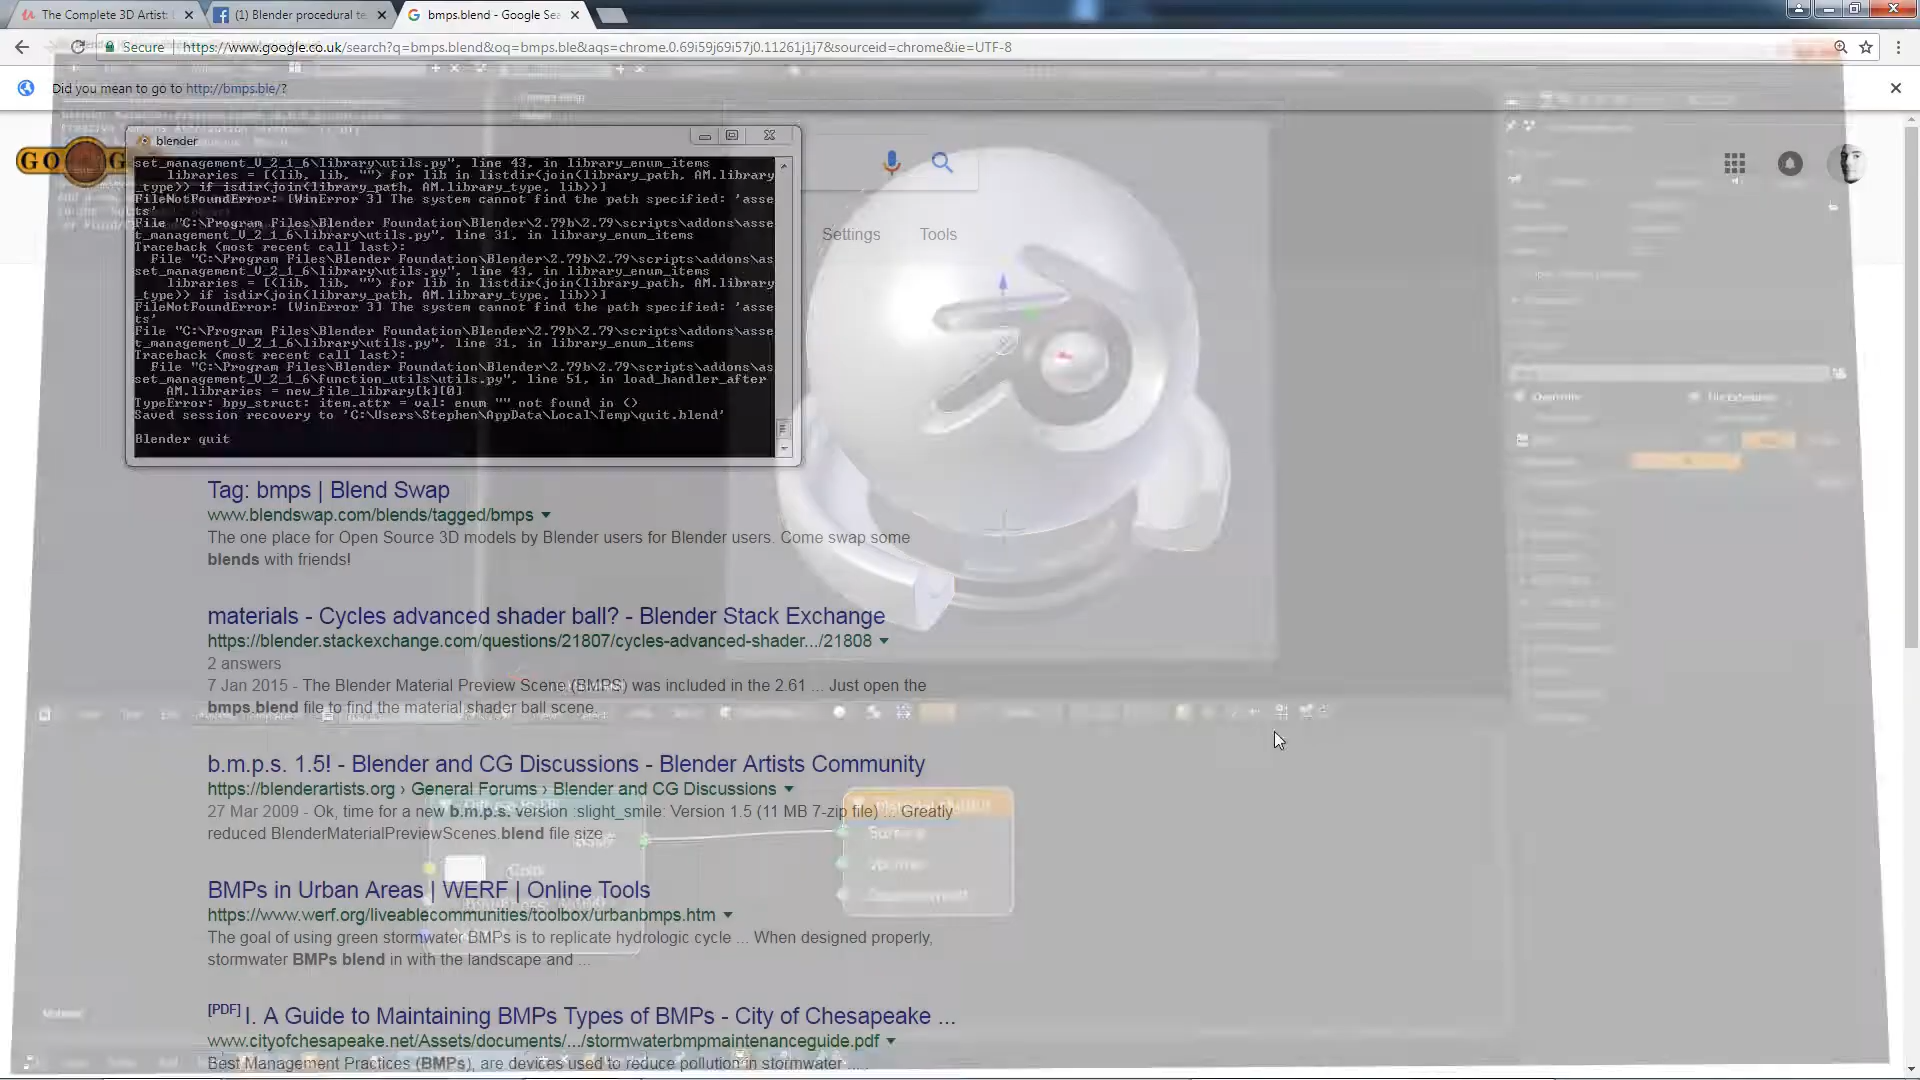 The Complete 3D Artist:
(1) Blender procedural te
bmps.blend - Google Sea
Secure
https://www.google.co.uk/search?q=bmps.blend&oq=bmps.ble&aqs=chrome.0.69i59j69i57j0.11261j1j7&sourceid=chrome&ie=UTF-8
Did you mean to go to http://bmps.ble/?
GO G
blender
set_management_V_2_1_6\library\utils.py", line 43, in library_enum_items
libraries = [(lib, lib, "") for lib in listdir(join(library_path, AM.library
_type)) if isdir(join(library_path, AM.library_type, lib))]
FileNotFoundError: [WinError 3] The system cannot find the path specified: 'asse
ts'
File "C:\Program Files\Blender Foundation\Blender\2.79b\2.79\scripts\addons\asse
t_management_V_2_1_6\library\utils.py", line 31, in library_enum_items
Traceback (most recent call last):
File "C:\Program Files\Blender Foundation\Blender\2.79b\2.79\scripts\addons\as
set_management_V_2_1_6\library\utils.py", line 43, in library_enum_items
libraries = [(lib, lib, "") for lib in listdir(join(library_path, AM.library
_type)) if isdir(join(library_path, AM.library_type, lib))]
FileNotFoundError: [WinError 3] The system cannot find the path specified: 'asse
ts'
File "C:\Program Files\Blender Foundation\Blender\2.79b\2.79\scripts\addons\asse
t_management_V_2_1_6\library\utils.py", line 31, in library_enum_items
Traceback (most recent call last):
File "C:\Program Files\Blender Foundation\Blender\2.79b\2.79\scripts\addons\as
set_management_V_2_1_6\function_utils\utils.py", line 51, in load_handler_after
AM.libraries = new_file_library[k][0]
TypeError: bpy_struct: item.attr = val: enum "" not found in ()
Saved session recovery to 'C:\Users\Stephen\AppData\Local\Temp\quit.blend'
Blender quit
Settings
Tools
Tag: bmps | Blend Swap
www.blendswap.com/blends/tagged/bmps
The one place for Open Source 3D models by Blender users for Blender users. Come swap some
blends with friends!
materials - Cycles advanced shader ball? - Blender Stack Exchange
https://blender.stackexchange.com/questions/21807/cycles-advanced-shader.../21808
2 answers
7 Jan 2015 - The Blender Material Preview Scene (BMPS) was included in the 2.61 ... Just open the
bmps.blend file to find the material shader ball scene.
b.m.p.s. 1.5! - Blender and CG Discussions - Blender Artists Community
https://blenderartists.org › General Forums › Blender and CG Discussions
27 Mar 2009 - Ok, time for a new b.m.p.s. version :slight_smile: Version 1.5 (11 MB 7-zip file) ... Greatly
reduced BlenderMaterialPreviewScenes.blend file size
Surface
Volume
Color
BMPs in Urban Areas | WERF | Online Tools
https://www.werf.org/liveablecommunities/toolbox/urbanbmps.htm
The goal of using green stormwater BMPs is to replicate hydrologic cycle ... When designed properly,
stormwater BMPs blend in with the landscape and ...
[PDF] I. A Guide to Maintaining BMPs Types of BMPs - City of Chesapeake ...
www.cityofchesapeake.net/Assets/documents/.../stormwaterbmpmaintenanceguide.pdf
Best Management Practices (BMPs), are devices used to reduce pollution in stormwater